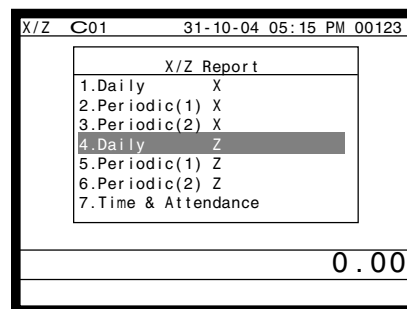 X/Z C01 31-10-04 05:15 PM 00123
X/Z Report
1.Daily X
2.Periodic(1) X
3.Periodic(2) X
4.Daily Z
5.Periodic(1) Z
6.Periodic(2) Z
7.Time & Attendance
0.00